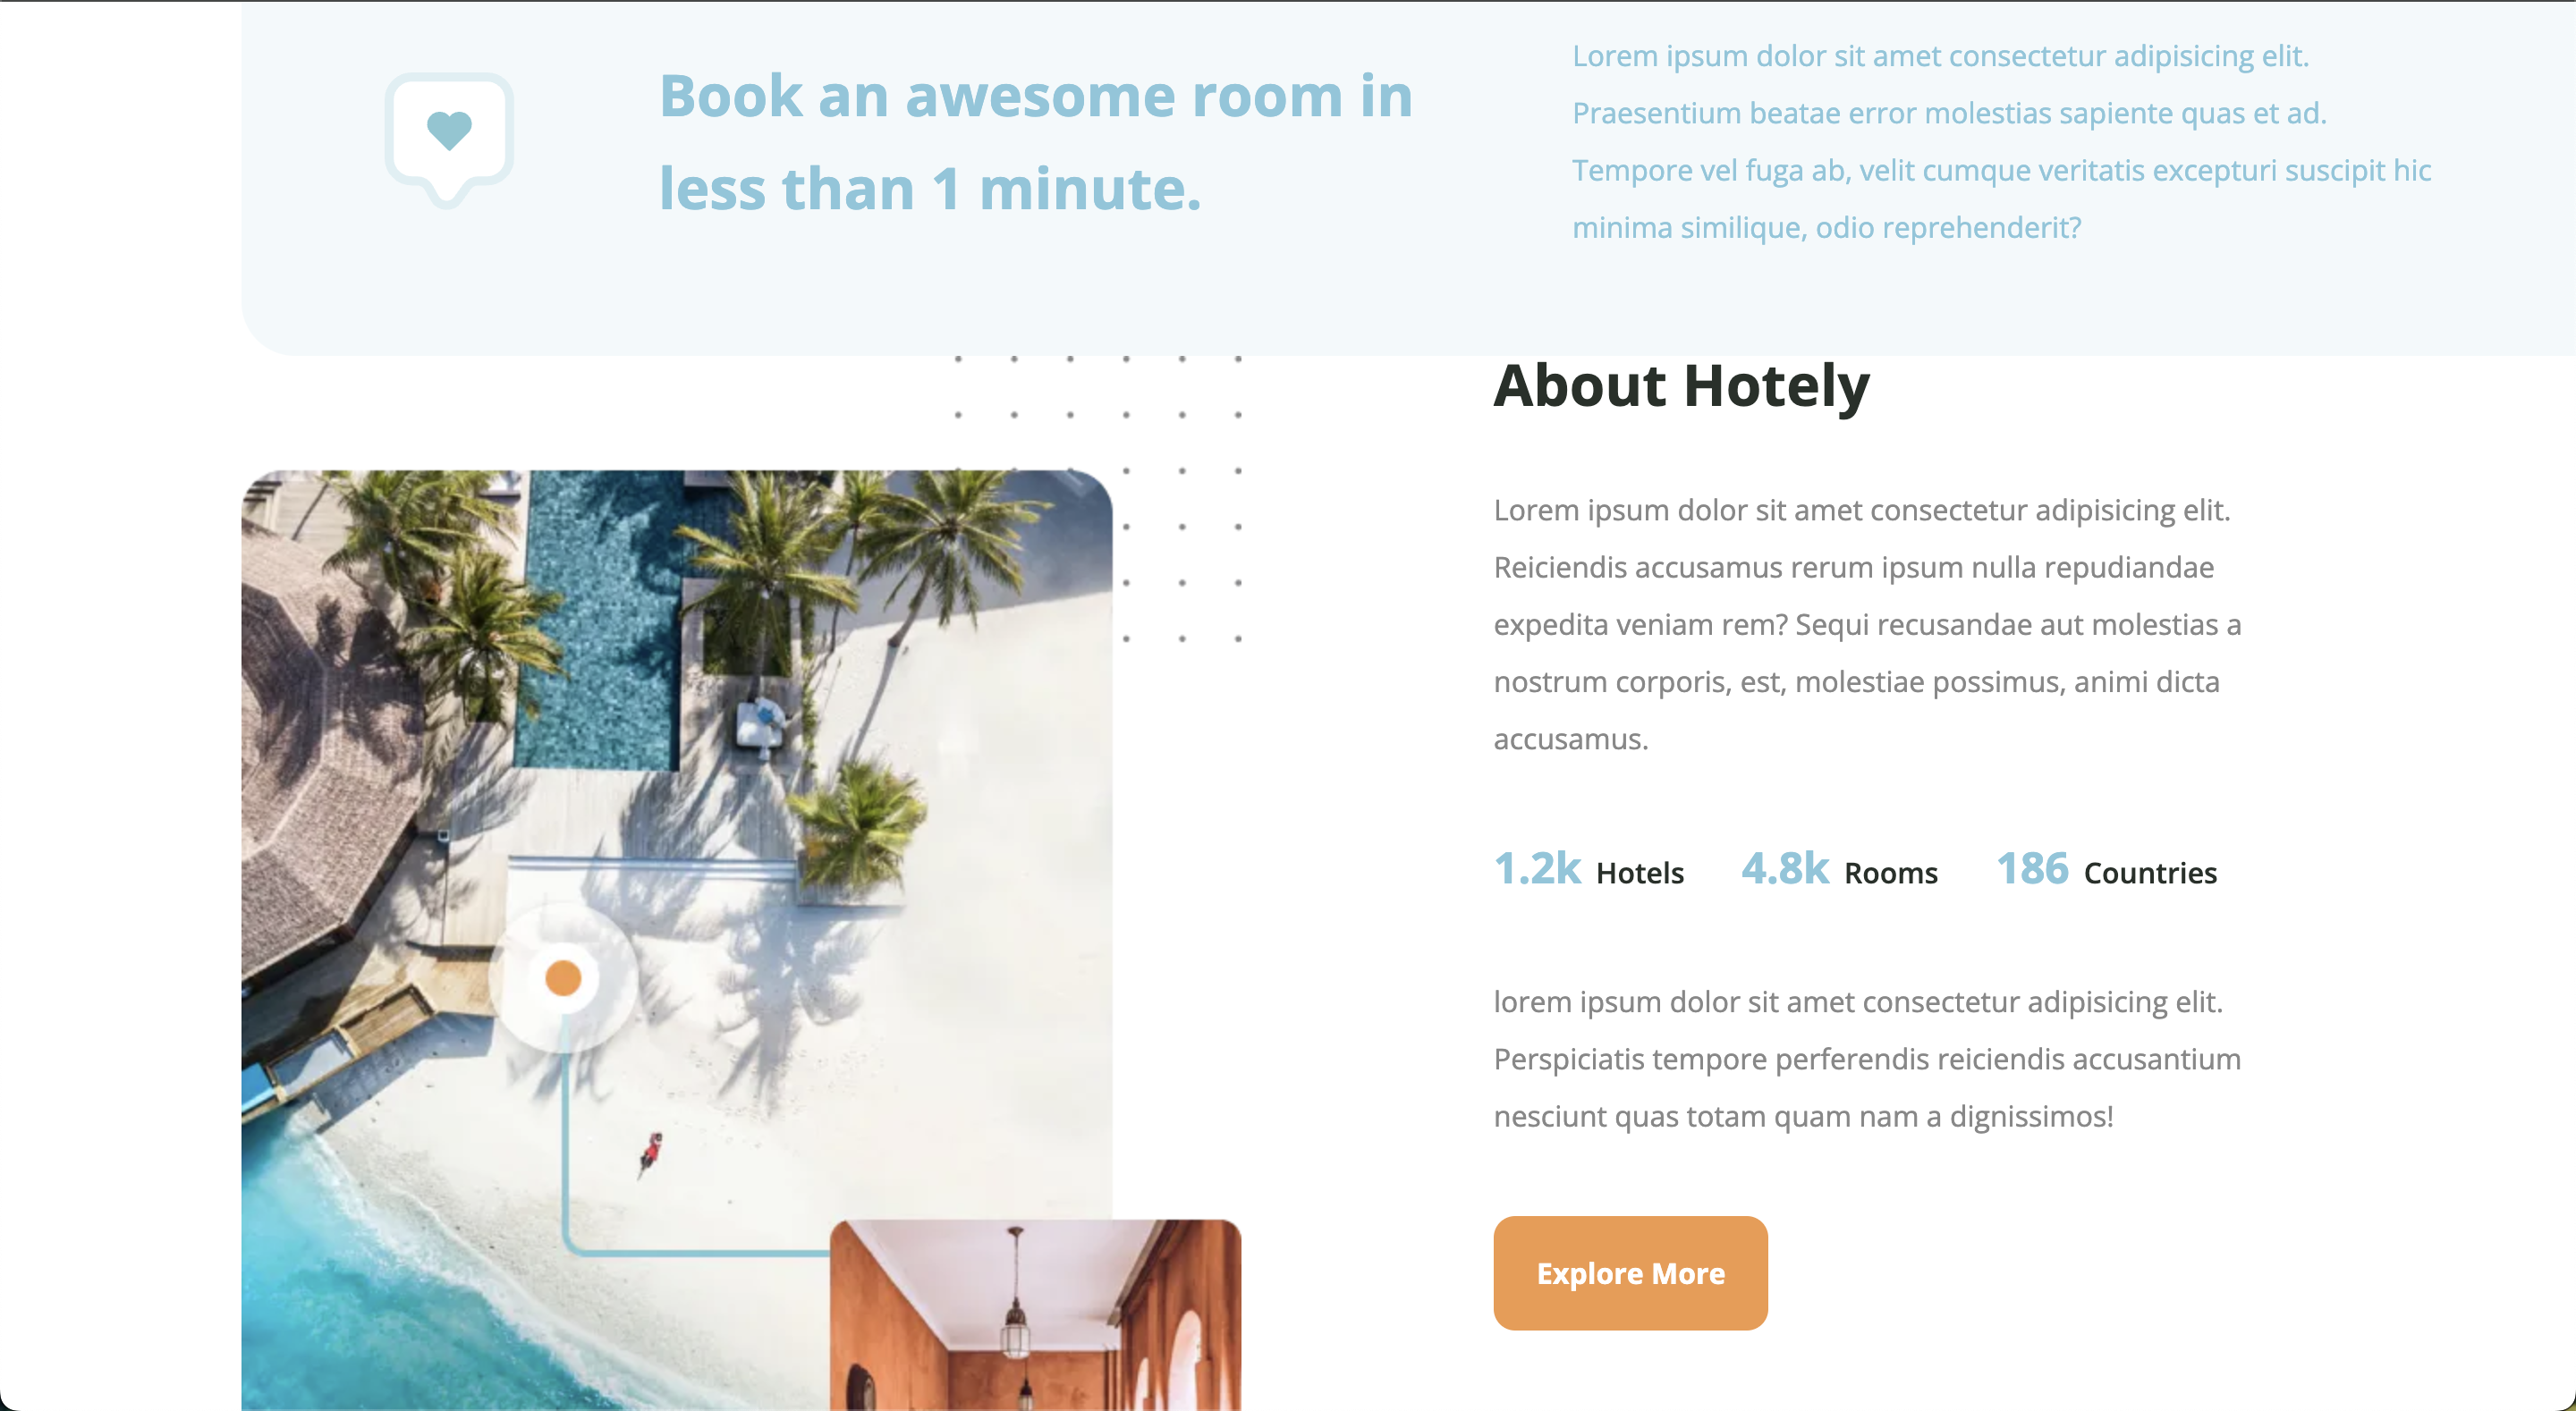 Book an awesome room in
less than 1 minute.
Lorem ipsum dolor sit amet consectetur adipisicing elit.
Praesentium beatae error molestias sapiente quas et ad.
Tempore vel fuga ab, velit cumque veritatis excepturi suscipit hic
minima similique, odio reprehenderit?
About Hotely
Lorem ipsum dolor sit amet consectetur adipisicing elit.
Reiciendis accusamus rerum ipsum nulla repudiandae
expedita veniam rem? Sequi recusandae aut molestias a
nostrum corporis, est, molestiae possimus, animi dicta
accusamus.
1.2k Hotels 4.8k Rooms 186 Countries
lorem ipsum dolor sit amet consectetur adipisicing elit.
Perspiciatis tempore perferendis reiciendis accusantium
nesciunt quas totam quam nam a dignissimos!
Explore More